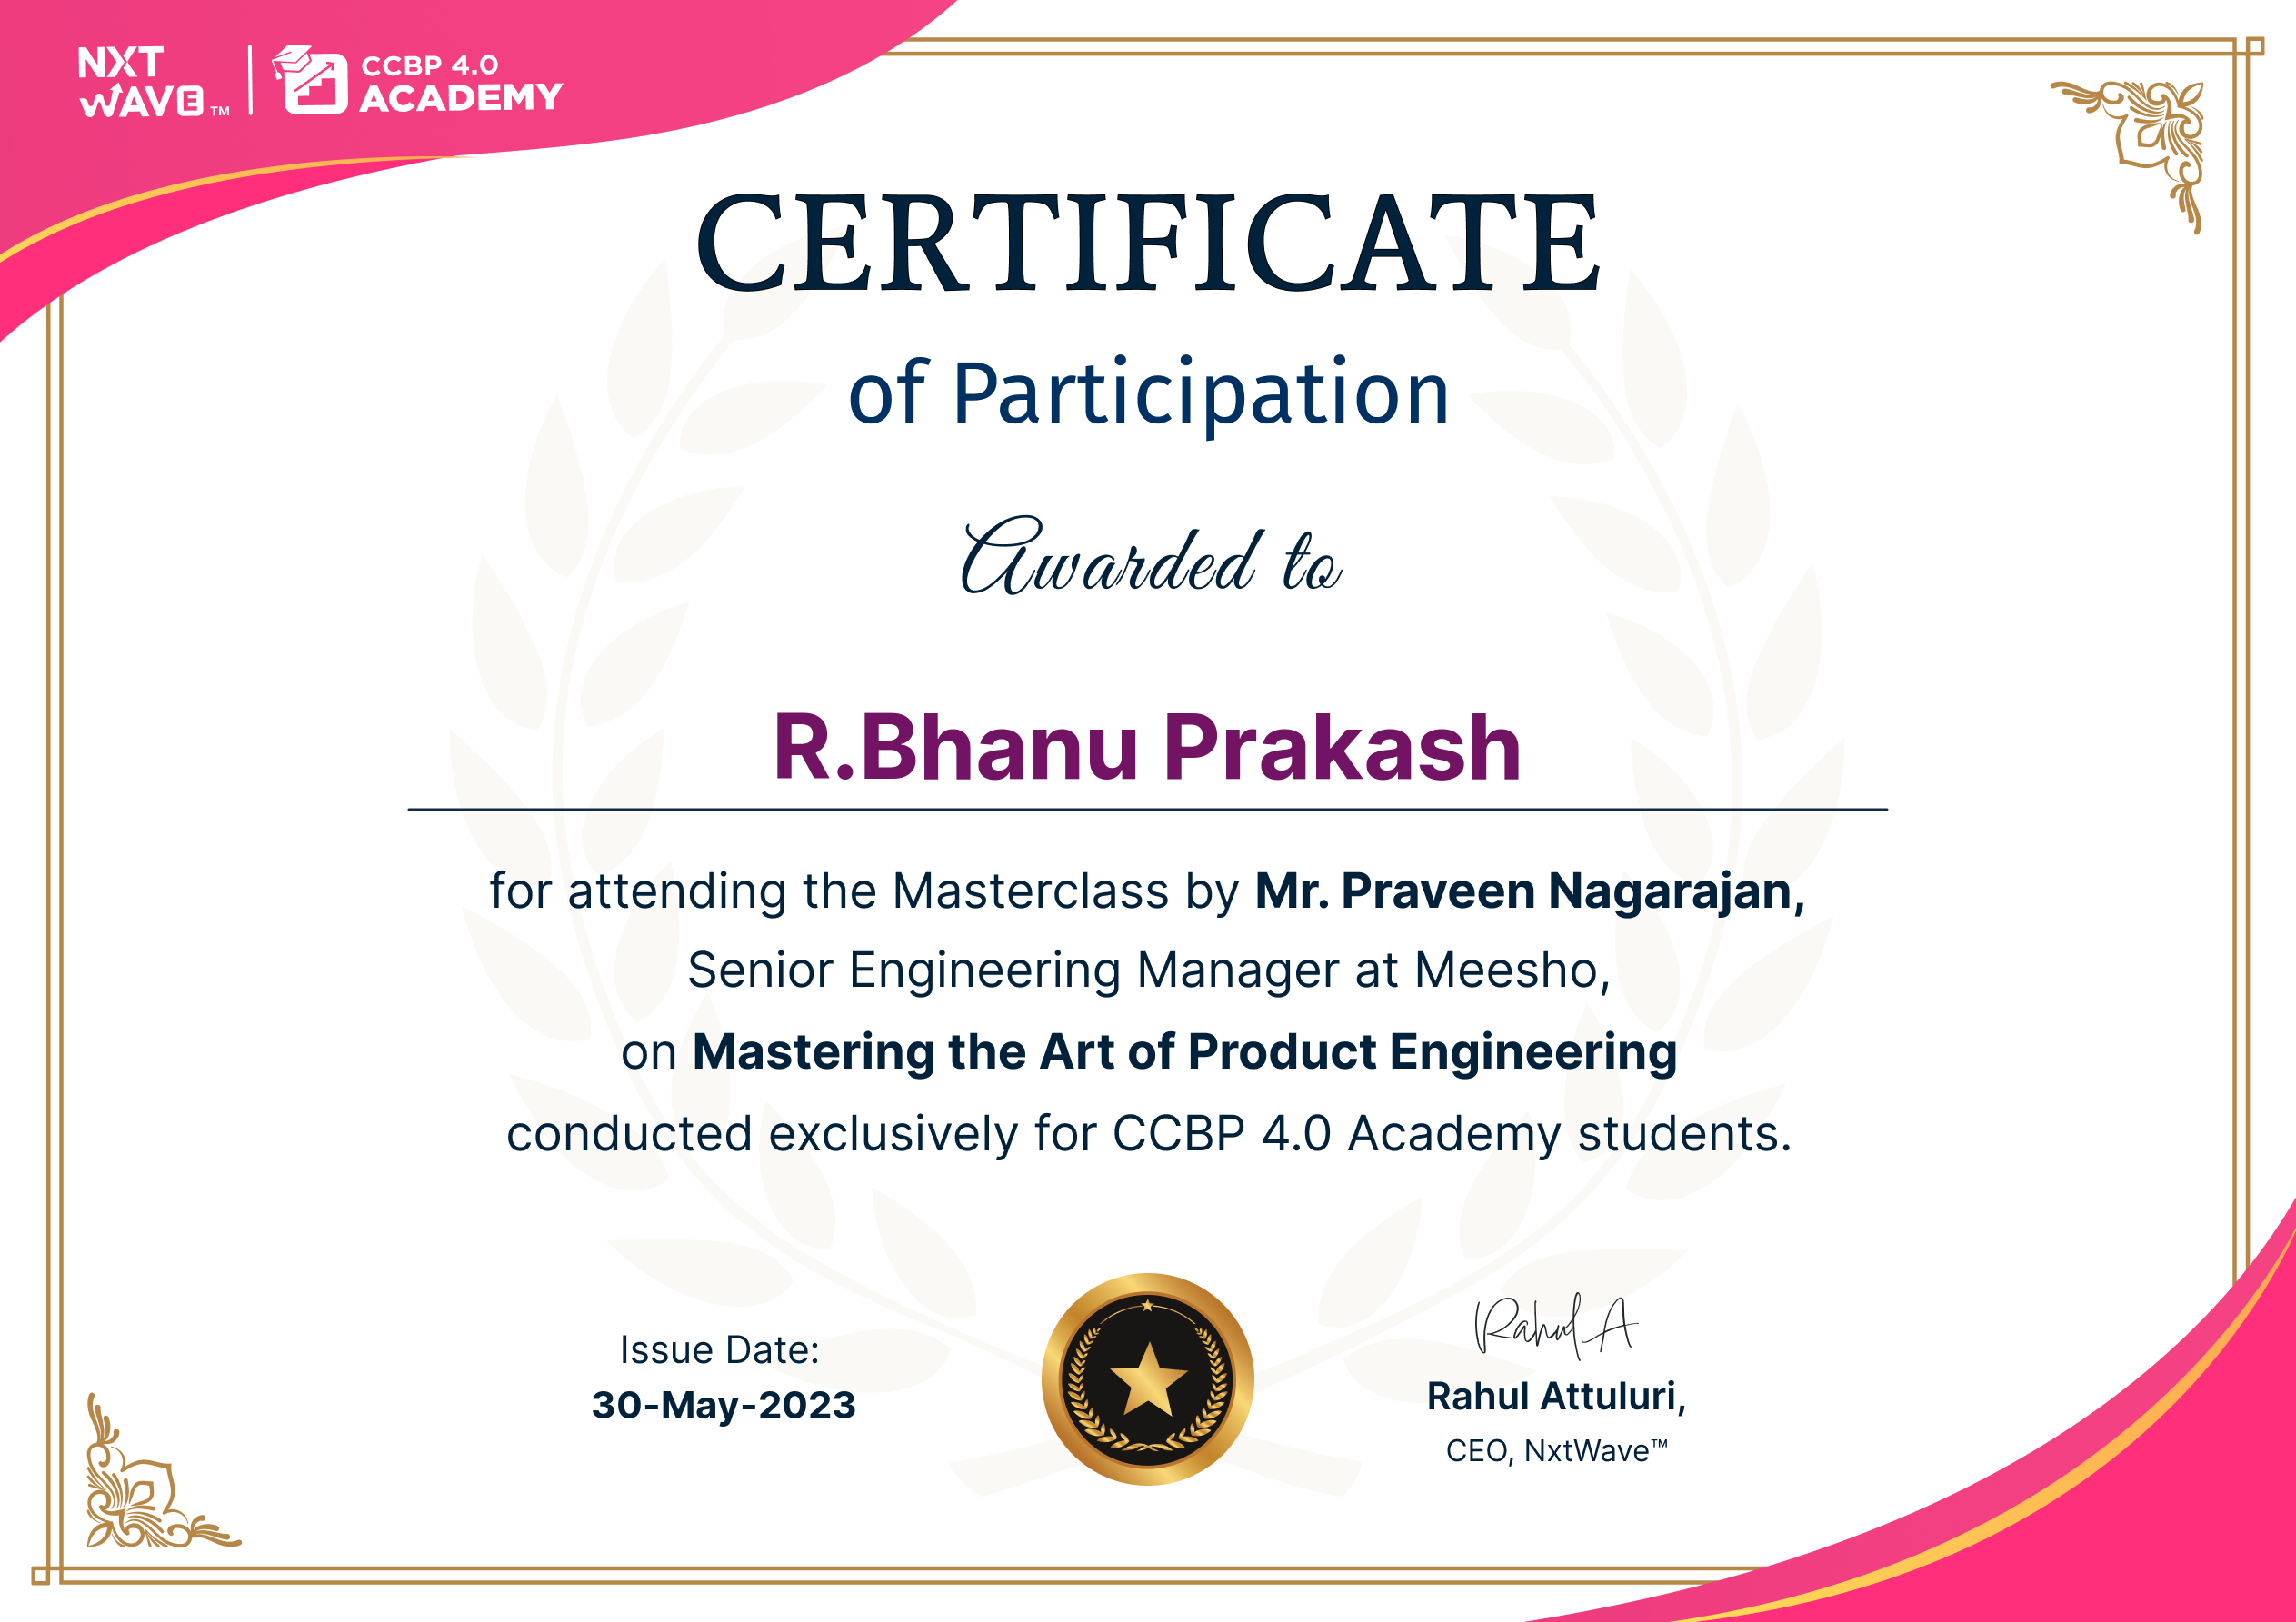 NXT
WAVE™
CCBP 4.0
ACADEMY
CERTIFICATE
of Participation
Awarded to
R.Bhanu Prakash
for attending the Masterclass by Mr. Praveen Nagarajan,
Senior Engineering Manager at Meesho,
on Mastering the Art of Product Engineering
conducted exclusively for CCBP 4.0 Academy students.
Issue Date:
30-May-2023
Rahul A
Rahul Attuluri,
CEO, NxtWave™